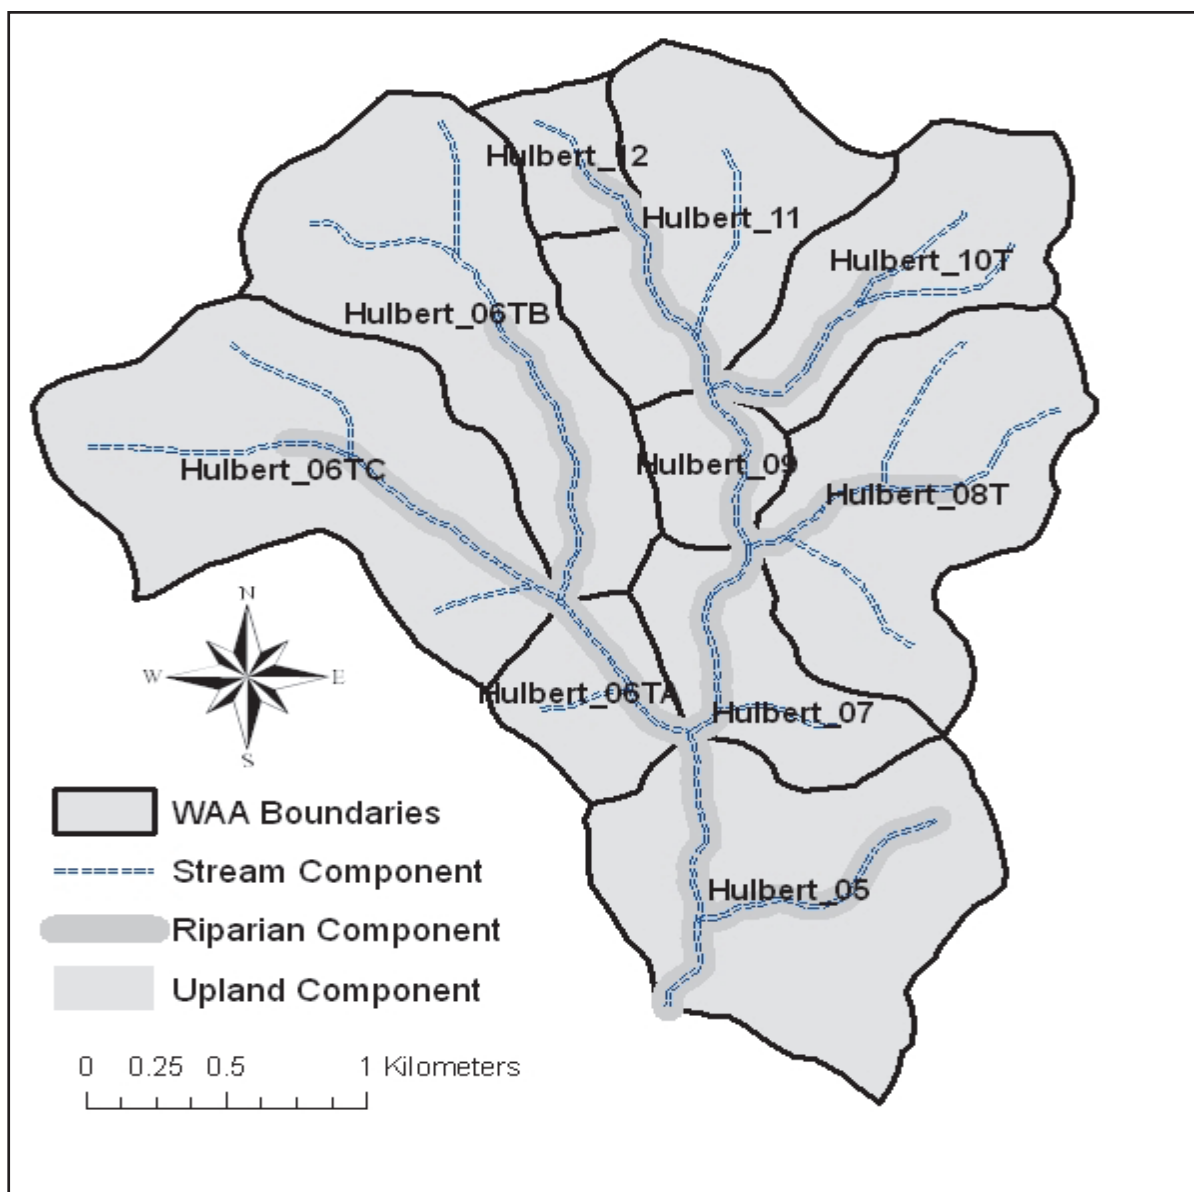 Hulbert_12
Hulbert_11
Hulbert_10T
Hulbert_06TB
Hulbert_06TC
Hulbert_09
Hulbert_08T
Hulbert_06TA
Hulbert_07
Hulbert_05
N
W E
S
WAA Boundaries
Stream Component
Riparian Component
Upland Component
0 0.25 0.5 1 Kilometers